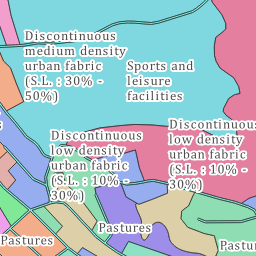 Discontinuous
medium density
urban fabric
(S.L. : 30% -
50%)
Sports and
leisure
facilities
Discontinuous
low density
urban fabric
(S.L. : 10% -
30%)
Discontinuous
low density
urban fabric
(S.L. : 10% -
30%)
Pastures
Pastures
Pastures